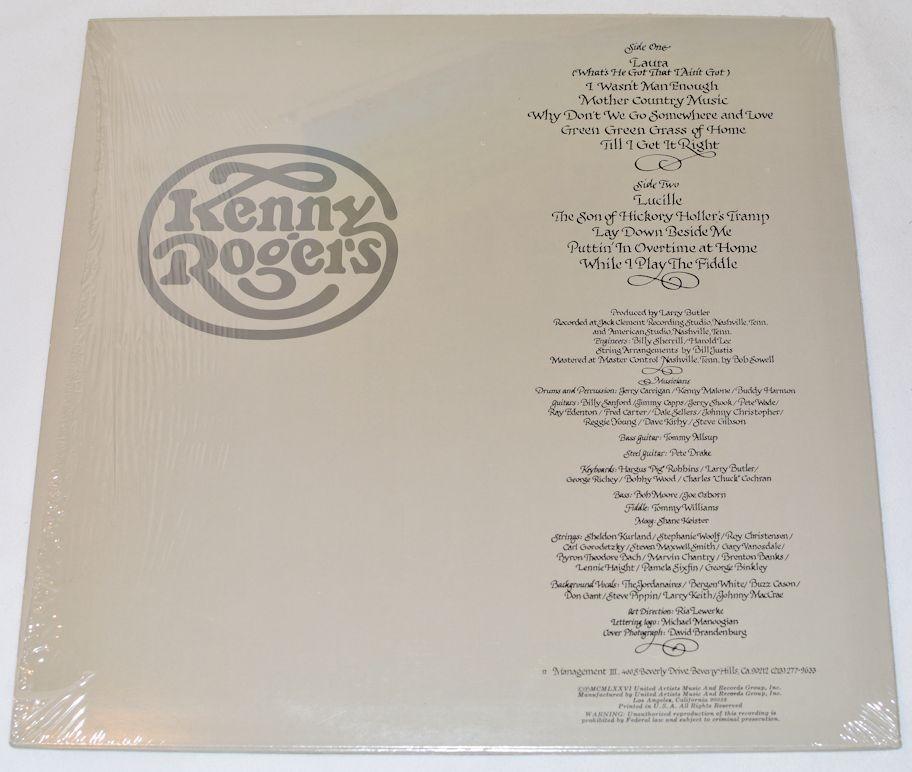 Kenny
Rogers
Side One
Laura
(What's He Got That I Ain't Got)
I Wasn't Man Enough
Mother Country Music
Why Don't We Go Somewhere and Love
Green Green Grass of Home
Till I Get It Right
Side Two
Lucille
The Son of Hickory Holler's Tramp
Lay Down Beside Me
Puttin' In Overtime at Home
While I Play The Fiddle
Produced by Larry Butler
Recorded at Jack Clement Recording Studio, Nashville, Tenn.
and American Studio, Nashville, Tenn.
Engineers: Billy Sherrill/Harold Lee
String Arrangements by Bill Justis
Mastered at Master Control Nashville, Tenn. by Bob Sowell
Musicians
Drums and Percussion: Jerry Carrigan/Kenny Malone/Buddy Harmon
Guitars: Billy Sanford/Jimmy Capps/Jerry Shook/Pete Wade/
Ray Edenton/Fred Carter/Dale Sellers/Johnny Christopher/
Reggie Young/Dave Kirby/Steve Gibson
Bass Guitar: Tommy Allsup
Steel Guitar: Pete Drake
Keyboards: Hargus "Pig" Robbins/Larry Butler/
George Richey/Bobby Wood/Charles "Chuck" Cochran
Bass: Bob Moore/Joe Osborn
Fiddle: Tommy Williams
Moog: Shane Keister
Strings: Sheldon Kurland/Stephanie Woolf/Roy Christensen/
Carl Gorodetzky/Steven Maxwell Smith/Gary Vanosdale/
Byron Theodore Bach/Marvin Chantry/Brenton Banks/
Lennie Haight/Pamela Sixfin/George Binkley
Background Vocals: The Jordanaires/Bergen White/Buzz Cason/
Don Gant/Steve Pippin/Larry Keith/Johnny MacCrae
Art Direction: Ria Lewerke
Lettering logo: Michael Manoogian
Cover Photograph: David Brandenburg
Management III. Beverly Drive, Beverly Hills, Ca. 90212 (213) 277-9633
©℗MCMLXXVI United Artists Music And Records Group, Inc.
Manufactured by United Artists Music And Records Group, Inc.
Los Angeles, California 90028
Printed in U.S.A. All Rights Reserved
WARNING: Unauthorized reproduction of this recording is
prohibited by Federal law and subject to criminal prosecution.